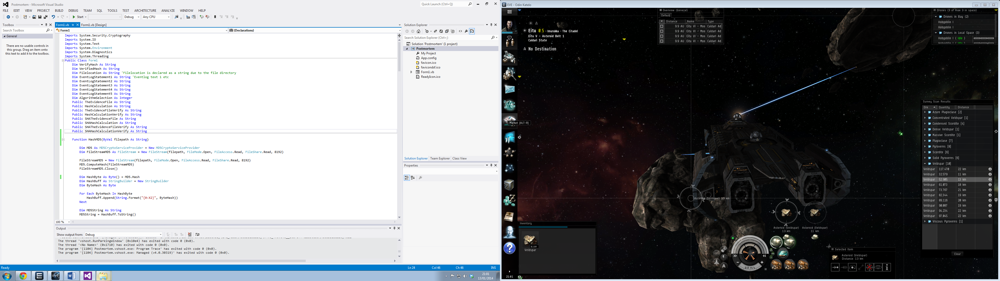 Postmortem - Microsoft Visual Studio
Quick Launch (Ctrl+Q)
FILE EDIT VIEW PROJECT BUILD DEBUG TEAM SQL TOOLS TEST ARCHITECTURE ANALYZE WINDOW HELP
Start Debug Any CPU
Toolbox
Search Toolbox
General
There are no usable controls in
this group. Drag an item onto
this text to add it to the toolbox.
Form1.vb Form1.vb [Design]
Form1 (Declarations)
Imports System.Security.Cryptography
Imports System.IO
Imports System.Text
Imports System.Environment
Imports System.Diagnostics
Imports System.Threading
Public Class Form1
Dim VerifyHash As String
Dim VerifiedHash As String
Dim Filelocation As String 'Filelocation is declared as a string due to the file directory
Dim EventLogStatement1 As String 'Eventlog text 1 etc
Dim EventLogStatement2 As String
Dim EventLogStatement3 As String
Dim EventLogStatement4 As String
Dim EventLogStatement5 As String
Dim AlgorithmSelection As Integer
Public TheEvidenceFile As String
Public HashCalculation As String
Public TheEvidenceFileVerify As String
Public HashCalculationVerify As String
Public SHATheEvidenceFile As String
Public SHAHashCalculation As String
Public SHATheEvidenceFileVerify As String
Public SHAHashCalculationVerify As String
Function HashMD5(ByVal filepath As String)
Dim MD5 As MD5CryptoServiceProvider = New MD5CryptoServiceProvider
Dim FileStreamMD5 As FileStream = New FileStream(filepath, FileMode.Open, FileAccess.Read, FileShare.Read, 8192)
FileStreamMD5 = New FileStream(filepath, FileMode.Open, FileAccess.Read, FileShare.Read, 8192)
MD5.ComputeHash(FileStreamMD5)
FileStreamMD5.Close()
Dim HashByte As Byte() = MD5.Hash
Dim HashBuff As StringBuilder = New StringBuilder
Dim ByteHash As Byte
For Each ByteHash In HashByte
HashBuff.Append(String.Format("{0:X2}", ByteHash))
Next
Dim MD5String As String
MD5String = HashBuff.ToString()
100 %
Output
Show output from: Debug
The thread 'vshost.RunParkingWindow' (0x10e4) has exited with code 0 (0x0).
The thread '<No Name>' (0x1710) has exited with code 0 (0x0).
The program '[1104] Postmortem.vshost.exe: Program Trace' has exited with code 0 (0x0).
The program '[1104] Postmortem.vshost.exe: Managed (v4.0.30319)' has exited with code 0 (0x0).
Solution Explorer
Search Solution Explorer (Ctrl+;)
Solution 'Postmortem' (1 project)
Postmortem
My Project
App.config
favicon.ico
favicondsf.ico
Form1.vb
ReadyIcon.ico
Solution Explorer Team Explorer Class View
Properties
Ready Ln 24 Col 46 Ch 46 INS
21:01
13/01/2014
EVE - Odin Katelo
Eitu 0.5 < Imurukka < The Citadel
Eitu V - Asteroid Belt 1
Caldari State
No Destination
Market [ALT-R]
Overview (General)
Default
Distance Name Type
9.9 AU Eitu VI - Moo Caldari Ad
9.9 AU Eitu VI - Moo Caldari Ad
9.9 AU Eitu VI - Moo Caldari Ad
9.9 AU Eitu VI - Moo Caldari Ad
Drones (3 of max 3 in space)
Drones in Bay (2)
Hobgoblin I
Hobgoblin I
Drones in Local Space (3)
Hobgoblin I ( Idle )
Survey Scan Results
Ore Quantity Distance
Azure Plagioclase [2]
Concentrated Veldspar [1]
Condensed Scordite [4]
Dense Veldspar [1]
Massive Scordite [1]
Plagioclase [7]
Pyroxeres [8]
Scordite [6]
Solid Pyroxeres [6]
Veldspar [10]
Veldspar 117,470 22 km
Veldspar 32,579 11 km
Veldspar 52,905 13 km
Veldspar 61,073 18 km
Veldspar 73,767 21 km
Veldspar 82,344 19 km
Veldspar 89,116 20 km
Veldspar 90,087 19 km
Veldspar 94,234 22 km
Veldspar 97,045 22 km
Viscous Pyroxeres [1]
Clear
Asteroid (Veldspar) 13 km
Asteroid (Veldspar)
13 km
Asteroid (Veldspar)
11 km
Inventory
Veldspar
0.0 m/s
Selected Item
Asteroid (Veldspar)
Distance: 13 km
21:01